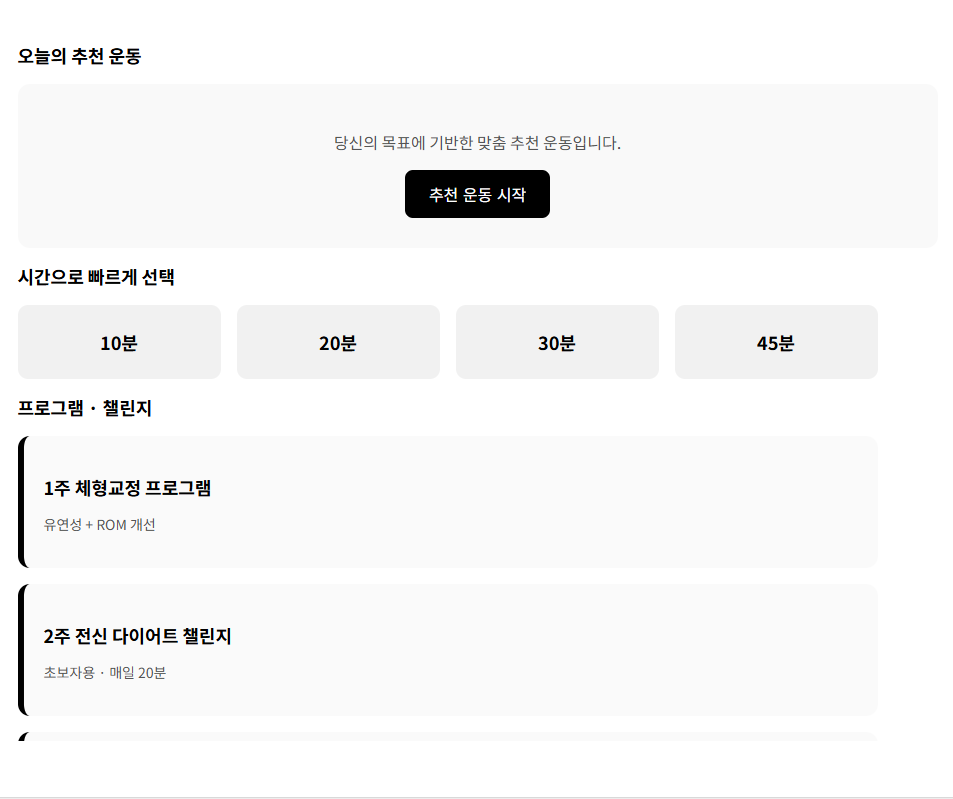 오늘의 추천 운동
당신의 목표에 기반한 맞춤 추천 운동입니다.
추천 운동 시작
시간으로 빠르게 선택
10분
20분
30분
45분
프로그램 · 챌린지
1주 체형교정 프로그램
유연성 + ROM 개선
2주 전신 다이어트 챌린지
초보자용 · 매일 20분